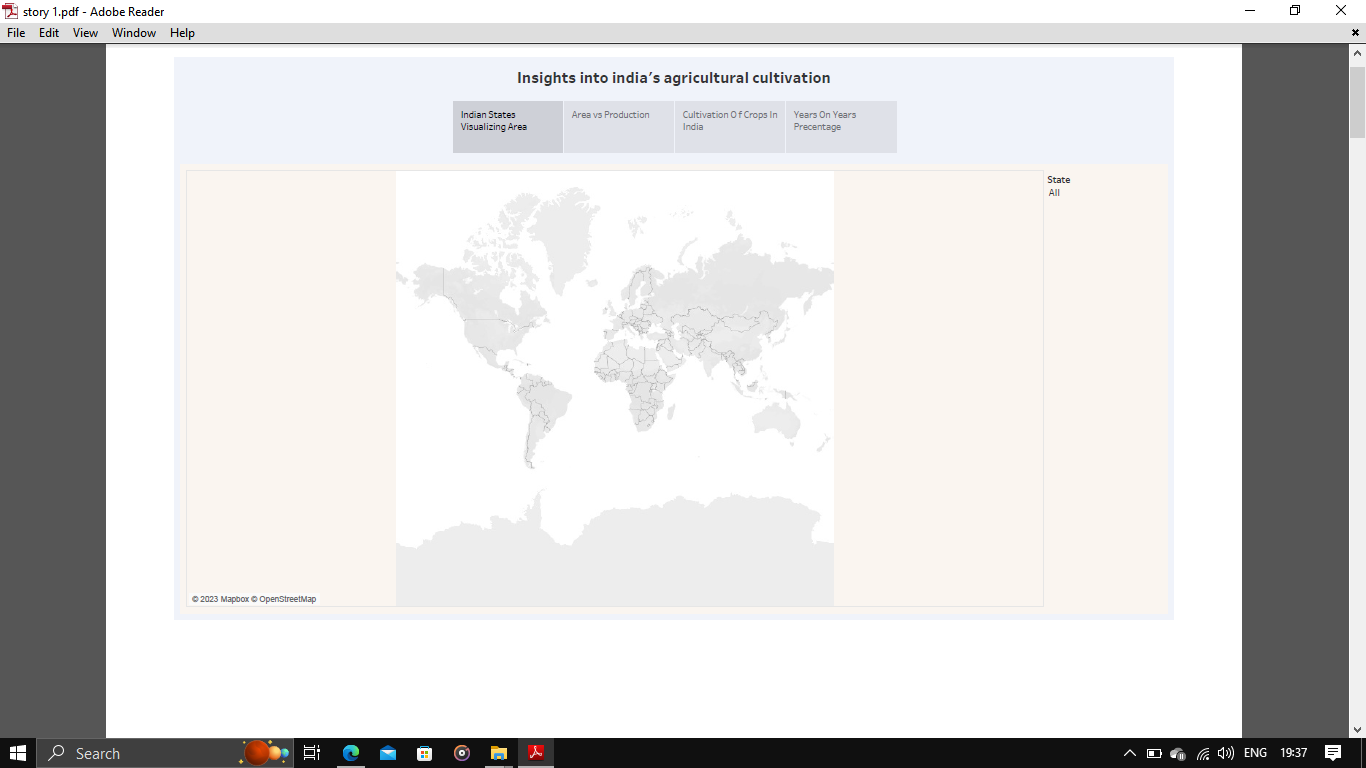 story 1.pdf - Adobe Reader
File Edit View Window Help
Insights into india's agricultural cultivation
Indian States
Visualizing Area
Area vs Production
Cultivation Of Crops In
India
Years On Years
Precentage
State
All
© 2023 Mapbox © OpenStreetMap
Search
ENG
19:37